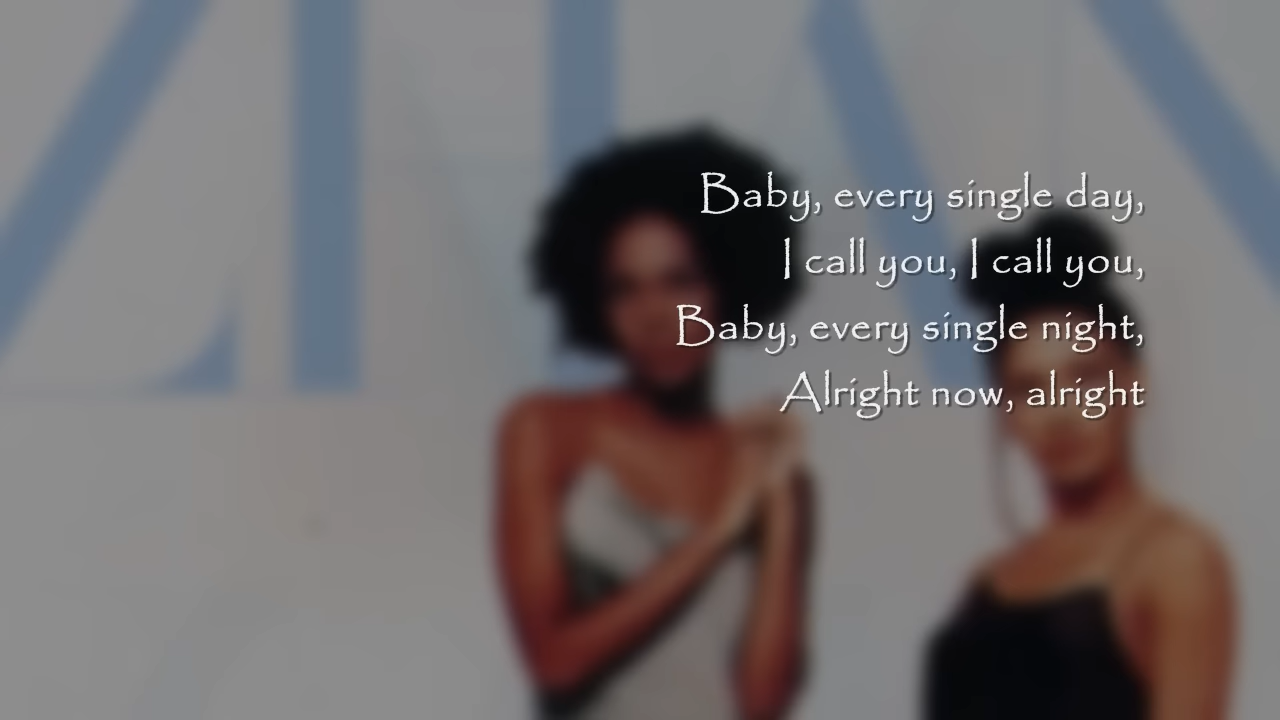 Baby, every single day,
I call you, I call you,
Baby, every single night,
Alright now, alright